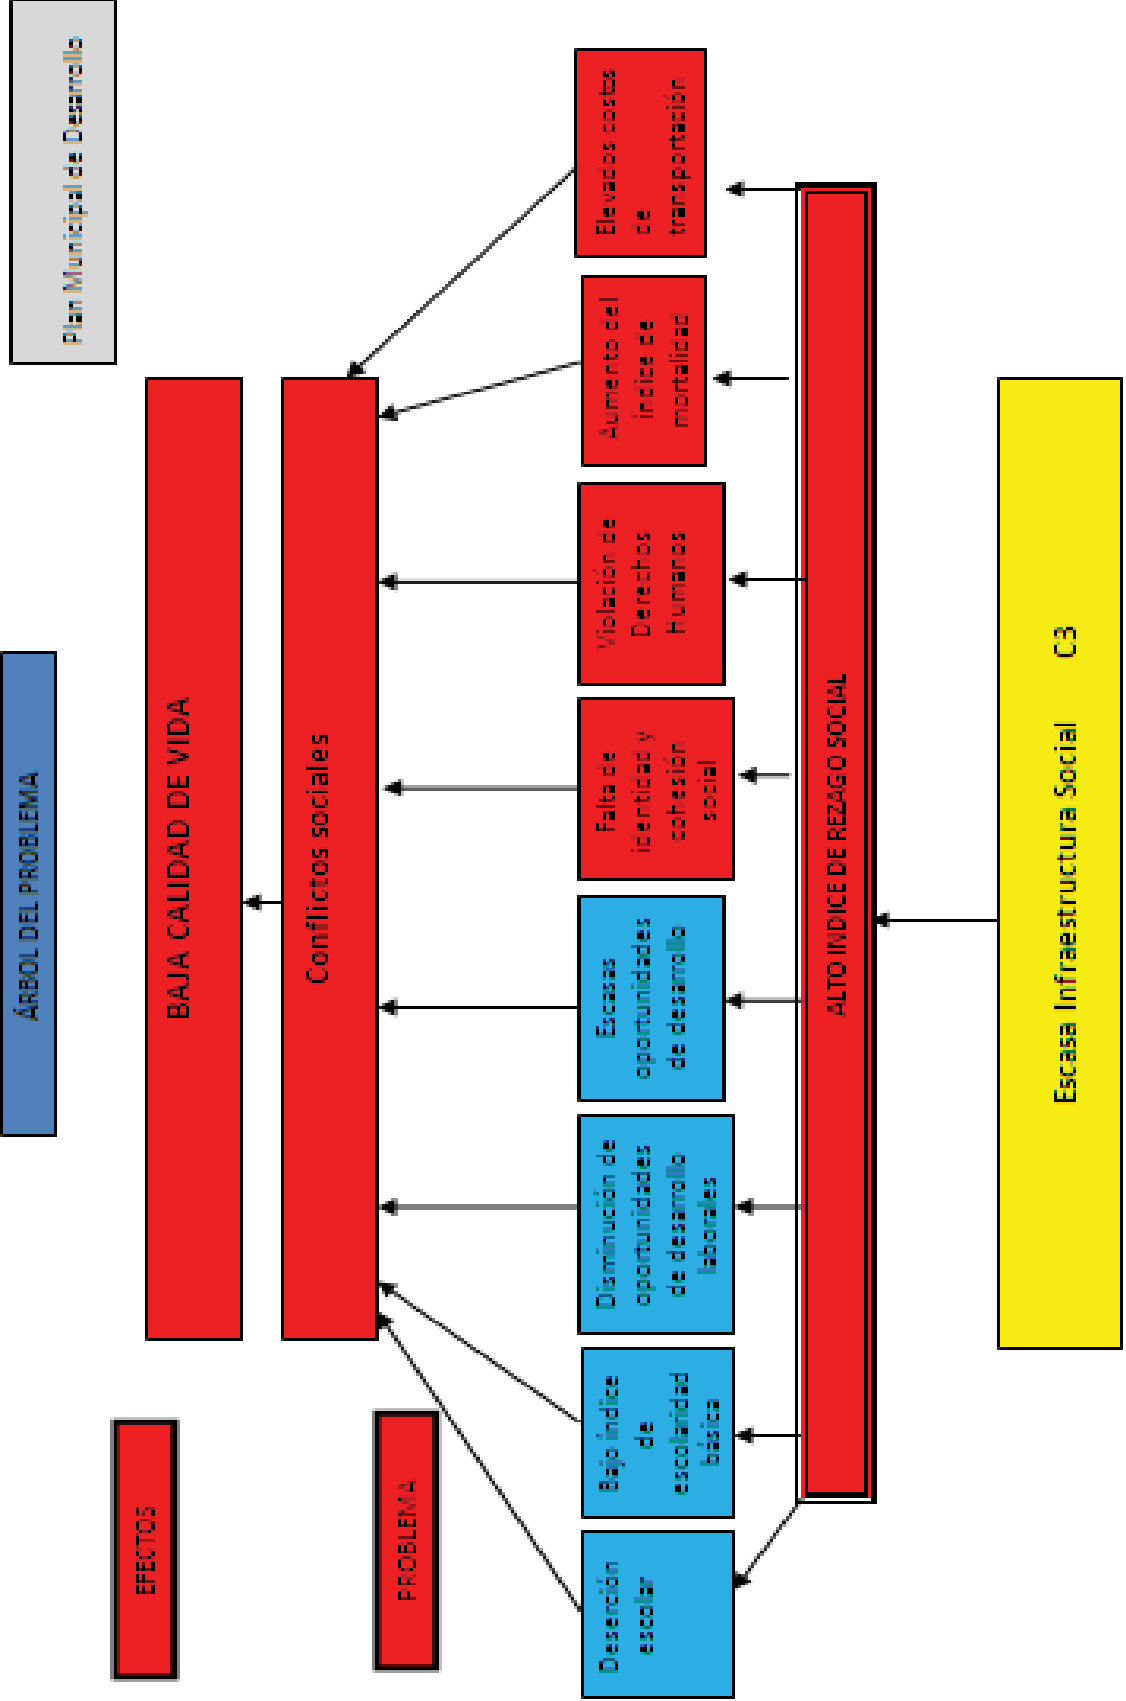 Plan Municipal de Desarrollo
ÁRBOL DEL PROBLEMA
EFECTOS
BAJA CALIDAD DE VIDA
PROBLEMA
Conflictos sociales
Deserción
escolar
Bajo índice
de
escolaridad
básica
Disminución de
oportunidades
de desarrollo
laborales
Escasas
oportunidades
de desarrollo
Falta de
identidad y
cohesión
social
Violación de
Derechos
Humanos
Aumento del
índice de
mortalidad
Elevados costos
de
transportación
ALTO INDICE DE REZAGO SOCIAL
Escasa Infraestructura Social C3